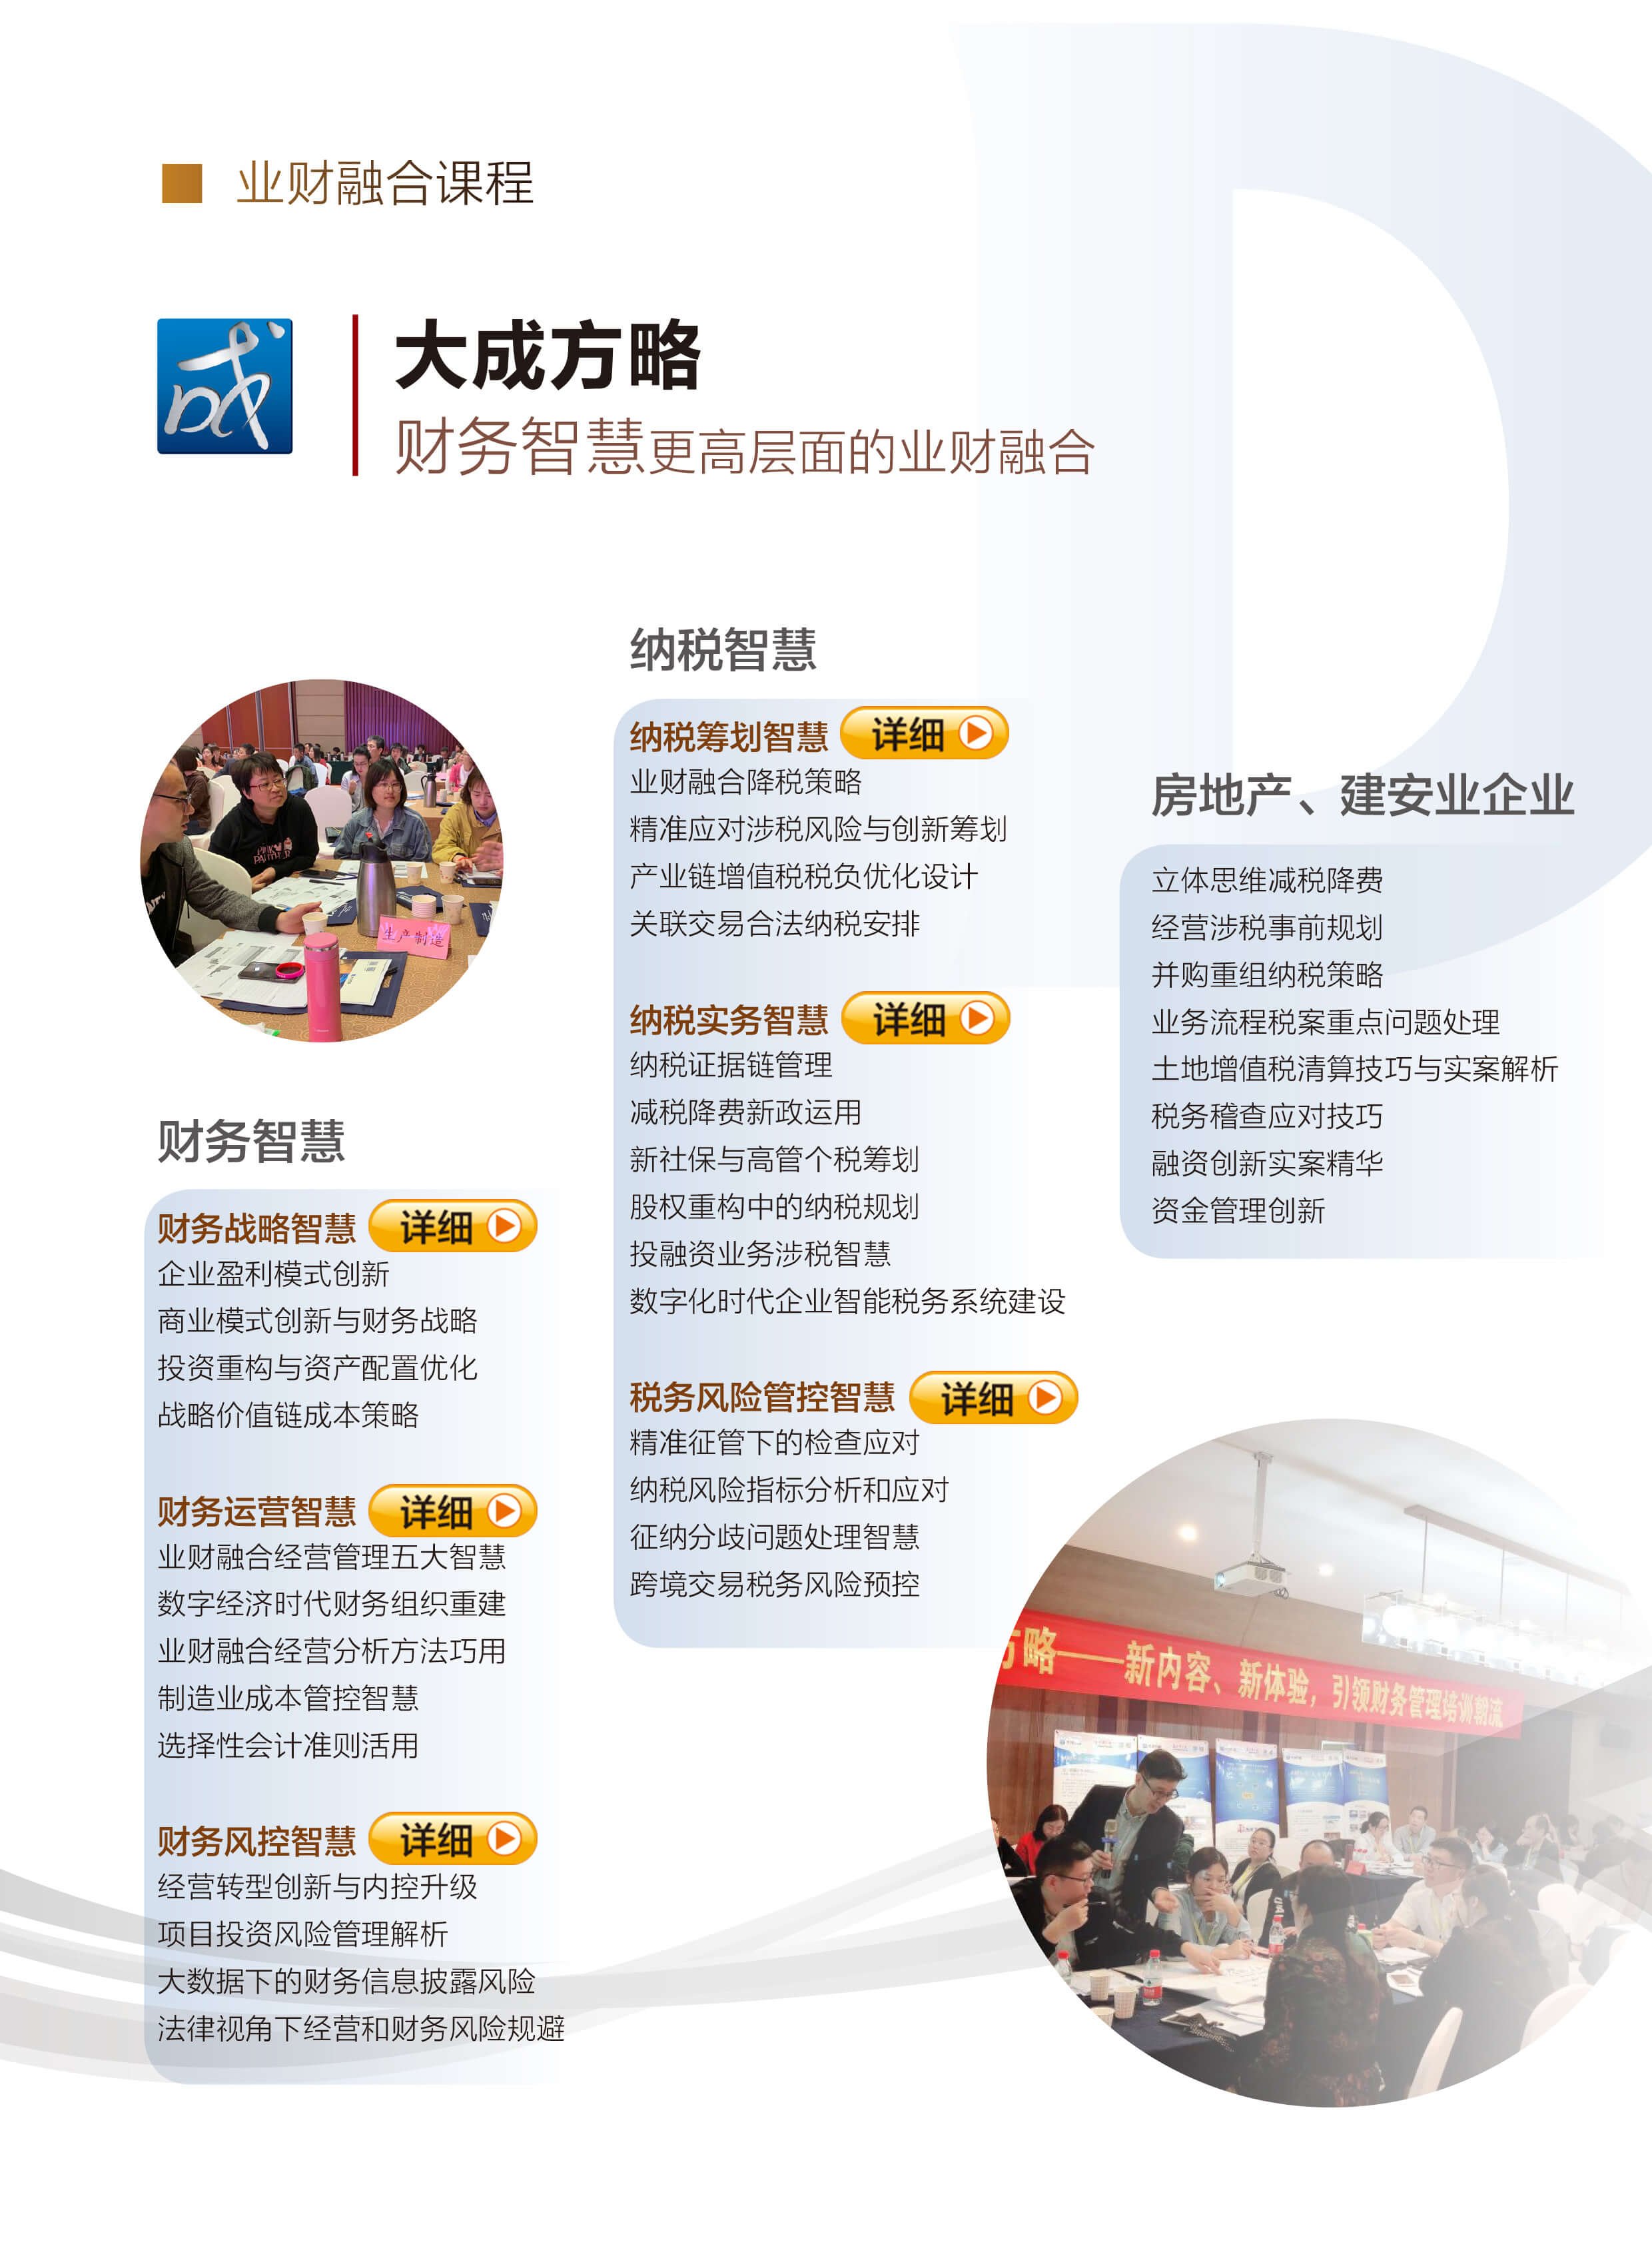 业财融合课程
成
大成方略
财务智慧更高层面的业财融合
生产制造
财务智慧
财务战略智慧 详细
企业盈利模式创新
商业模式创新与财务战略
投资重构与资产配置优化
战略价值链成本策略
财务运营智慧 详细
业财融合经营管理五大智慧
数字经济时代财务组织重建
业财融合经营分析方法巧用
制造业成本管控智慧
选择性会计准则活用
财务风控智慧 详细
经营转型创新与内控升级
项目投资风险管理解析
大数据下的财务信息披露风险
法律视角下经营和财务风险规避
纳税智慧
纳税筹划智慧 详细
业财融合降税策略
精准应对涉税风险与创新筹划
产业链增值税税负优化设计
关联交易合法纳税安排
纳税实务智慧 详细
纳税证据链管理
减税降费新政运用
新社保与高管个税筹划
股权重构中的纳税规划
投融资业务涉税智慧
数字化时代企业智能税务系统建设
税务风险管控智慧 详细
精准征管下的检查应对
纳税风险指标分析和应对
征纳分歧问题处理智慧
跨境交易税务风险预控
房地产、建安业企业
立体思维减税降费
经营涉税事前规划
并购重组纳税策略
业务流程税案重点问题处理
土地增值税清算技巧与实案解析
税务稽查应对技巧
融资创新实案精华
资金管理创新
方略——新内容、新体验，引领财务管理培训潮流